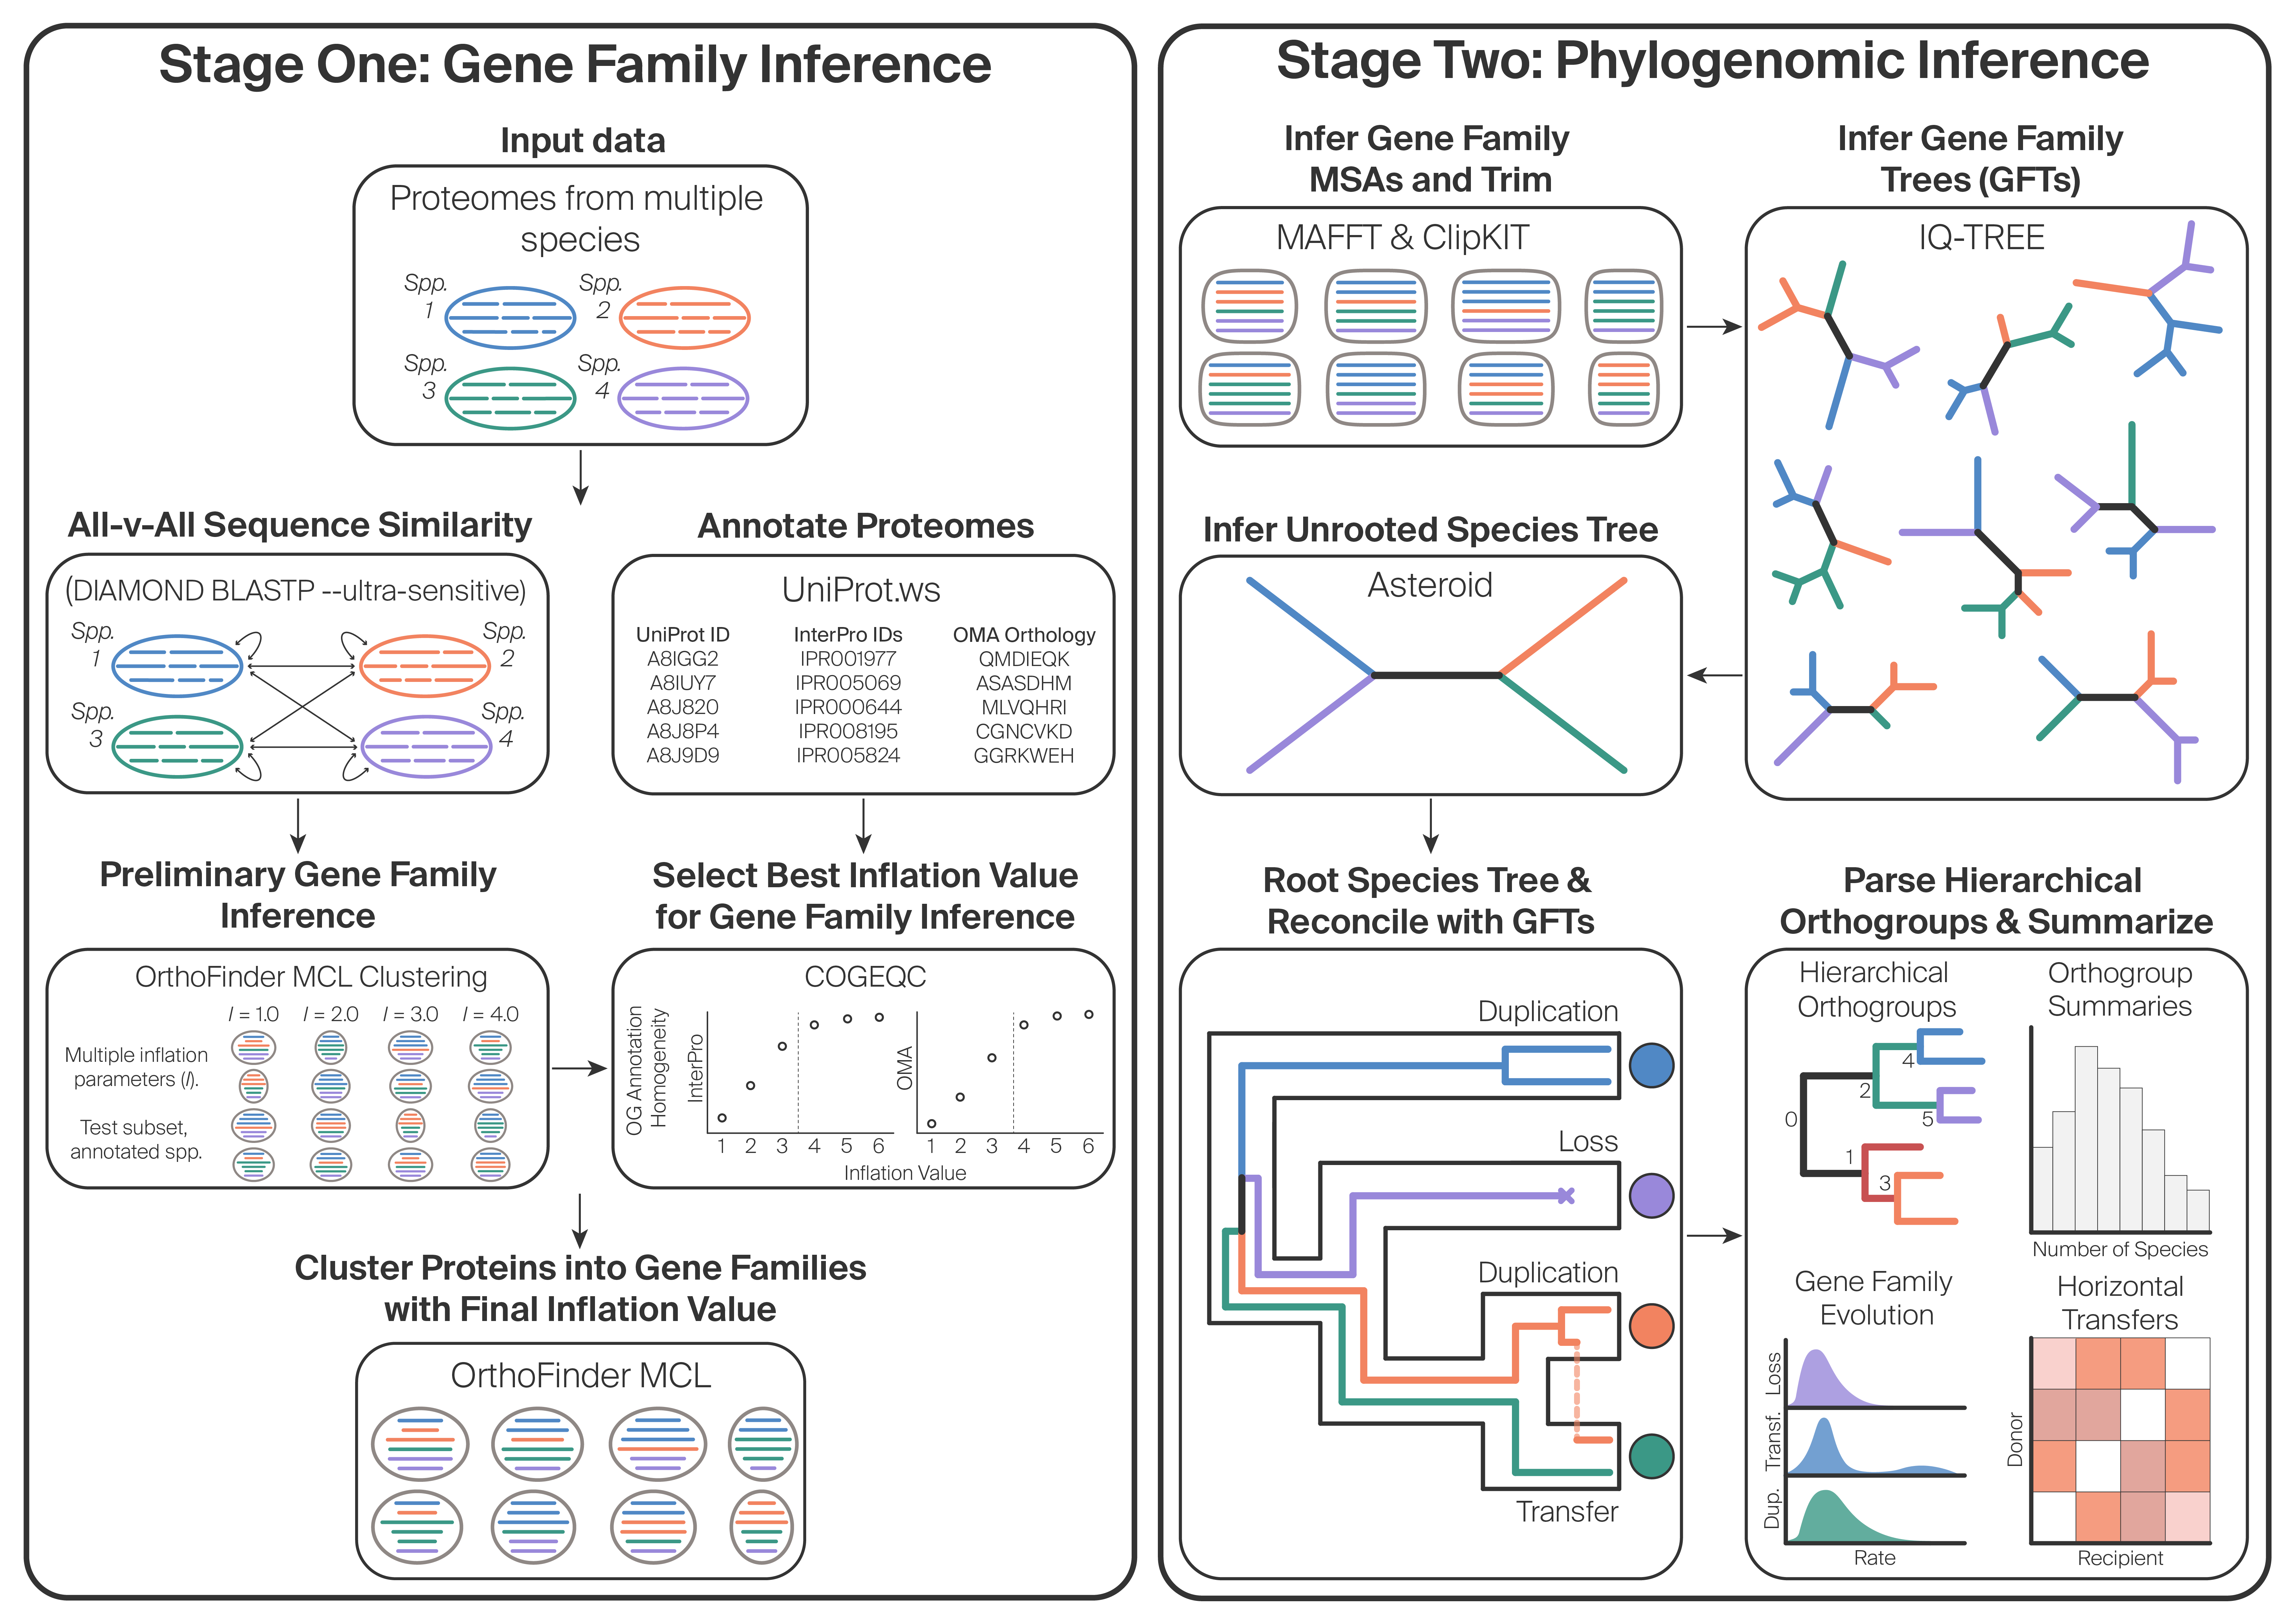 Stage One: Gene Family Inference
Input data
Proteomes from multiple
species
Spp.
1
Spp.
2
Spp.
3
Spp.
4
All-v-All Sequence Similarity
(DIAMOND BLASTP --ultra-sensitive)
Spp.
1
Spp.
2
Spp.
3
Spp.
4
Annotate Proteomes
UniProt.ws
UniProt ID InterPro IDs OMA Orthology
A8IGG2 IPR001977 QMDIEQK
A8IUY7 IPR005069 ASASDHM
A8J820 IPR000644 MLVQHRI
A8J8P4 IPR008195 CGNCVKD
A8J9D9 IPR005824 GGRKWEH
Preliminary Gene Family
Inference
OrthoFinder MCL Clustering
I = 1.0 I = 2.0 I = 3.0 I = 4.0
Multiple inflation
parameters (I).
Test subset,
annotated spp.
Select Best Inflation Value
for Gene Family Inference
COGEQC
OG Annotation
Homogeneity
InterPro
1 2 3 4 5 6
OMA
1 2 3 4 5 6
Inflation Value
Cluster Proteins into Gene Families
with Final Inflation Value
OrthoFinder MCL
Stage Two: Phylogenomic Inference
Infer Gene Family
MSAs and Trim
MAFFT & ClipKIT
Infer Gene Family
Trees (GFTs)
IQ-TREE
Infer Unrooted Species Tree
Asteroid
Root Species Tree &
Reconcile with GFTs
Duplication
Loss
Duplication
Transfer
Parse Hierarchical
Orthogroups & Summarize
Hierarchical
Orthogroups
0
1
2
3
4
5
Orthogroup
Summaries
Number of Species
Gene Family
Evolution
Loss
Transf.
Dup.
Rate
Horizontal
Transfers
Donor
Recipient